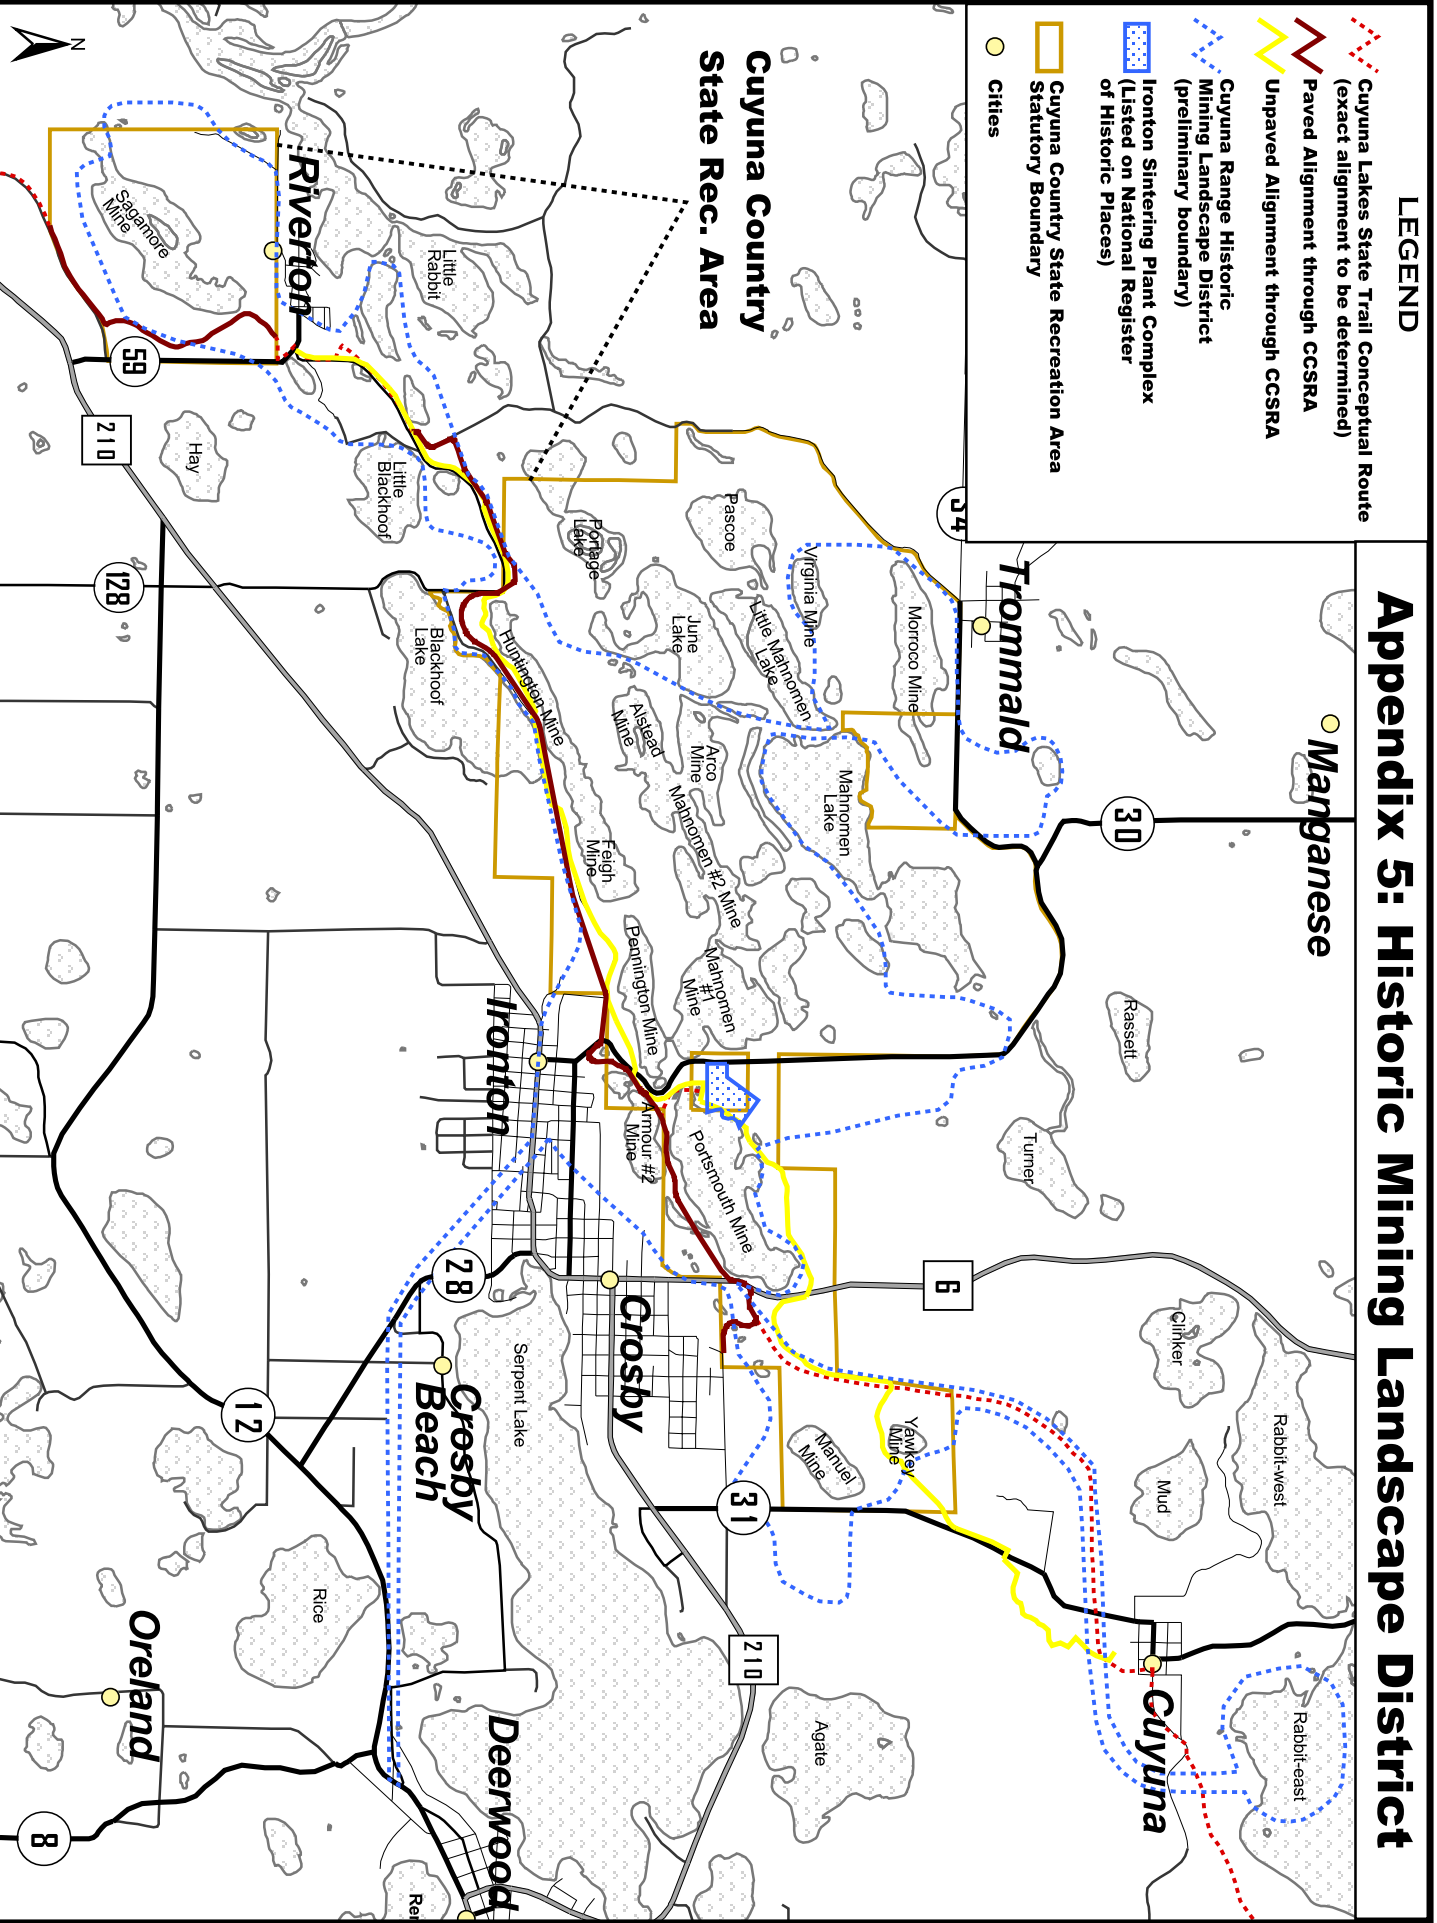 Appendix 5: Historic Mining Landscape District
LEGEND
Cuyuna Lakes State Trail Conceptual Route
(exact alignment to be determined)
Paved Alignment through CCSRA
Unpaved Alignment through CCSRA
Cuyuna Range Historic
Mining Landscape District
(preliminary boundary)
Ironton Sintering Plant Complex
(Listed on National Register
of Historic Places)
Cuyuna Country State Recreation Area
Statutory Boundary
Cities
Manganese
Rabbit-west
Rabbit-east
Clinker
Mud
Rassett
Turner
30
34
Trommald
Cuyuna
6
Morroco Mine
Virginia Mine
Little Mahnomen
Lake
Mahnomen
Lake
Yawkey
Mine
Manuel
Mine
Agate
Cuyuna Country
State Rec. Area
Pascoe
June
Lake
Arco
Mine
Alstead
Mine
Mahnomen #2 Mine
Mahnomen
#1
Mine
Portsmouth Mine
31
210
Portage
Lake
Huntington Mine
Feigh
Mine
Pennington Mine
Armour #2
Mine
Crosby
Little
Rabbit
Little
Blackhoof
Blackhoof
Lake
Ironton
Serpent Lake
Deerwood
Riverton
28
Crosby
Beach
Rer
Sagamore
Mine
Hay
Rice
59
210
128
12
Oreland
8
N